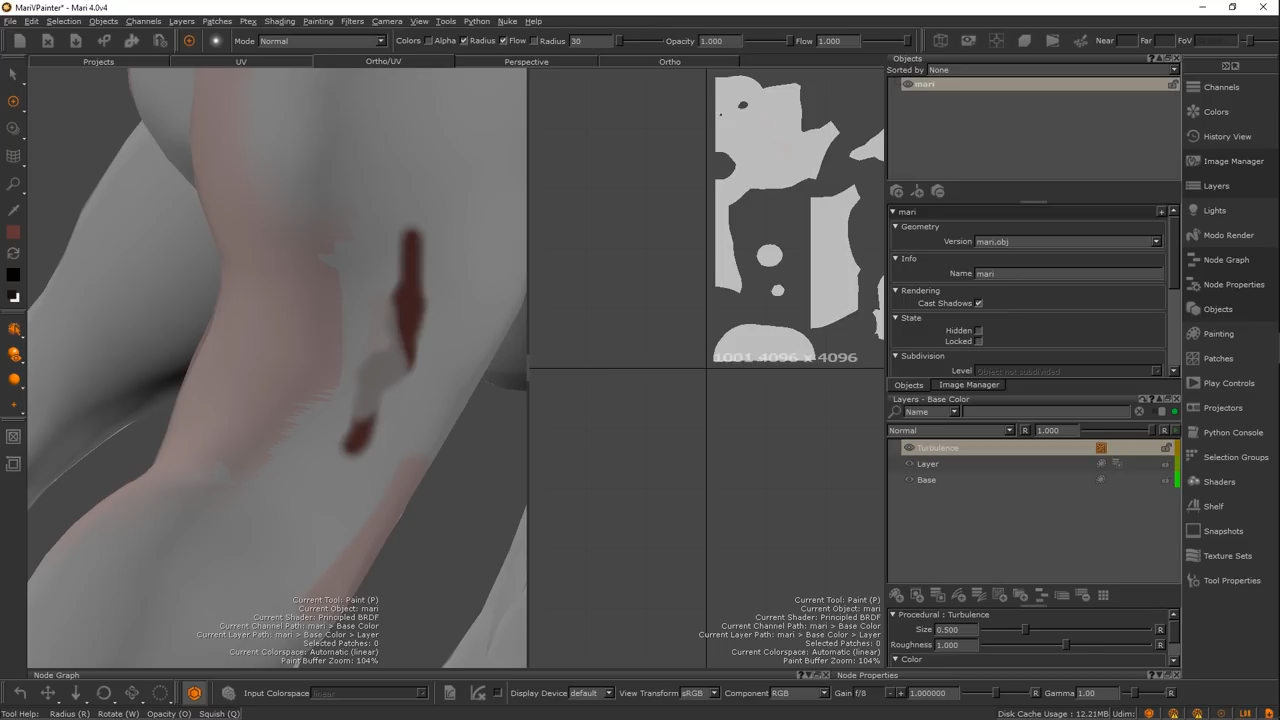 MariVPainter* - Mari 4.0v4
File Edit Selection Objects Channels Layers Patches Ptex Shading Painting Filters Camera View Tools Python Nuke Help
Mode Normal Colors Alpha Radius Flow Radius 30 Opacity 1.000 Flow 1.000 Near Far FoV
Projects UV Ortho/UV Perspective Ortho
Objects
Sorted by None
mari
mari
Geometry
Version mari.obj
Info
Name mari
Rendering
Cast Shadows
State
Hidden
Locked
Subdivision
Level Object not subdivided
Objects Image Manager
Layers - Base Color
Name
Normal R 1.000 R
Turbulence
Layer
Base
Procedural : Turbulence
Size 0.500 R
Roughness 1.000 R
Color
Channels
Colors
History View
Image Manager
Layers
Lights
Modo Render
Node Graph
Node Properties
Objects
Painting
Patches
Play Controls
Projectors
Python Console
Selection Groups
Shaders
Shelf
Snapshots
Texture Sets
Tool Properties
1001 4096 x 4096
Current Tool: Paint (P)
Current Object: mari
Current Shader: Principled BRDF
Current Channel Path: mari > Base Color
Current Layer Path: mari > Base Color > Layer
Selected Patches: 0
Current Colorspace: Automatic (linear)
Paint Buffer Zoom: 104%
Current Tool: Paint (P)
Current Object: mari
Current Shader: Principled BRDF
Current Channel Path: mari > Base Color
Current Layer Path: mari > Base Color > Layer
Selected Patches: 0
Current Colorspace: Automatic (linear)
Paint Buffer Zoom: 104%
Node Graph Node Properties
Input Colorspace linear Display Device default View Transform sRGB Component RGB Gain f/8 - + 1.000000 R Gamma 1.00 R
Tool Help: Radius (R) Rotate (W) Opacity (O) Squish (Q) Disk Cache Usage : 12.21MB Udim: